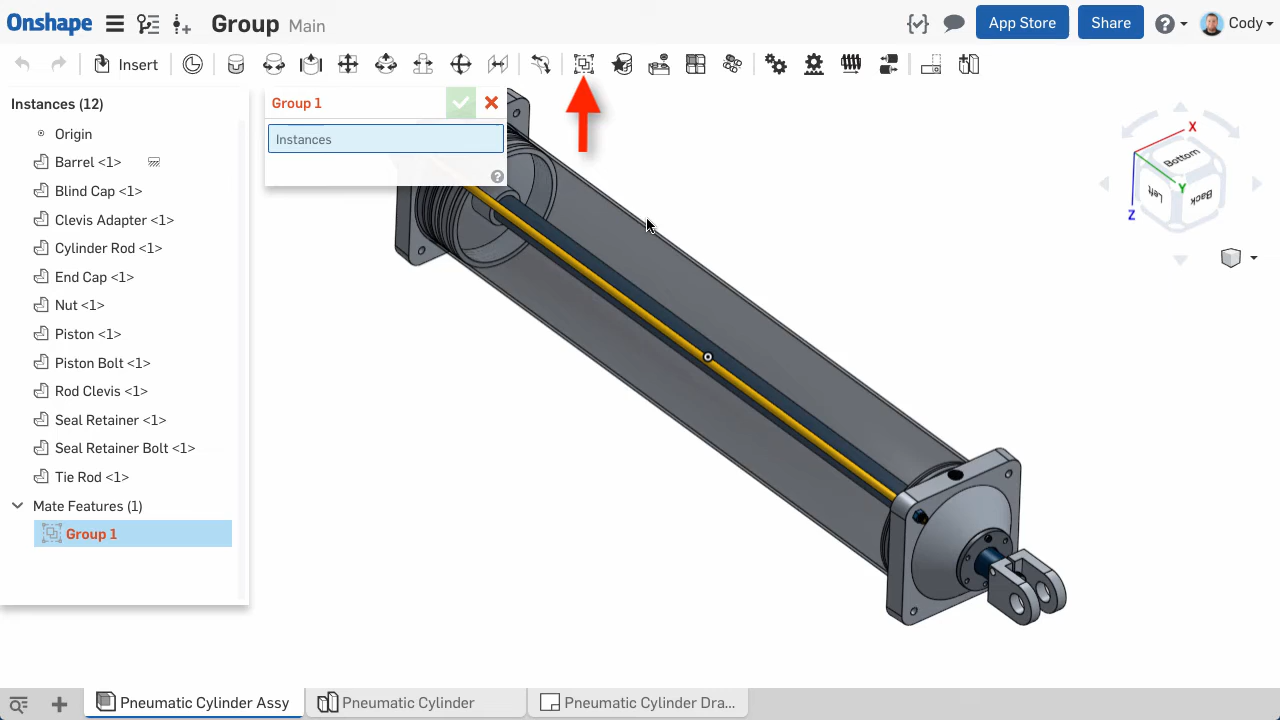 Onshape Group Main App Store Share Cody
Insert
Instances (12)
Origin
Barrel <1>
Blind Cap <1>
Clevis Adapter <1>
Cylinder Rod <1>
End Cap <1>
Nut <1>
Piston <1>
Piston Bolt <1>
Rod Clevis <1>
Seal Retainer <1>
Seal Retainer Bolt <1>
Tie Rod <1>
Mate Features (1)
Group 1
Group 1
Instances
X
Bottom
Y
Left
Back
Z
Pneumatic Cylinder Assy Pneumatic Cylinder Pneumatic Cylinder Dra...